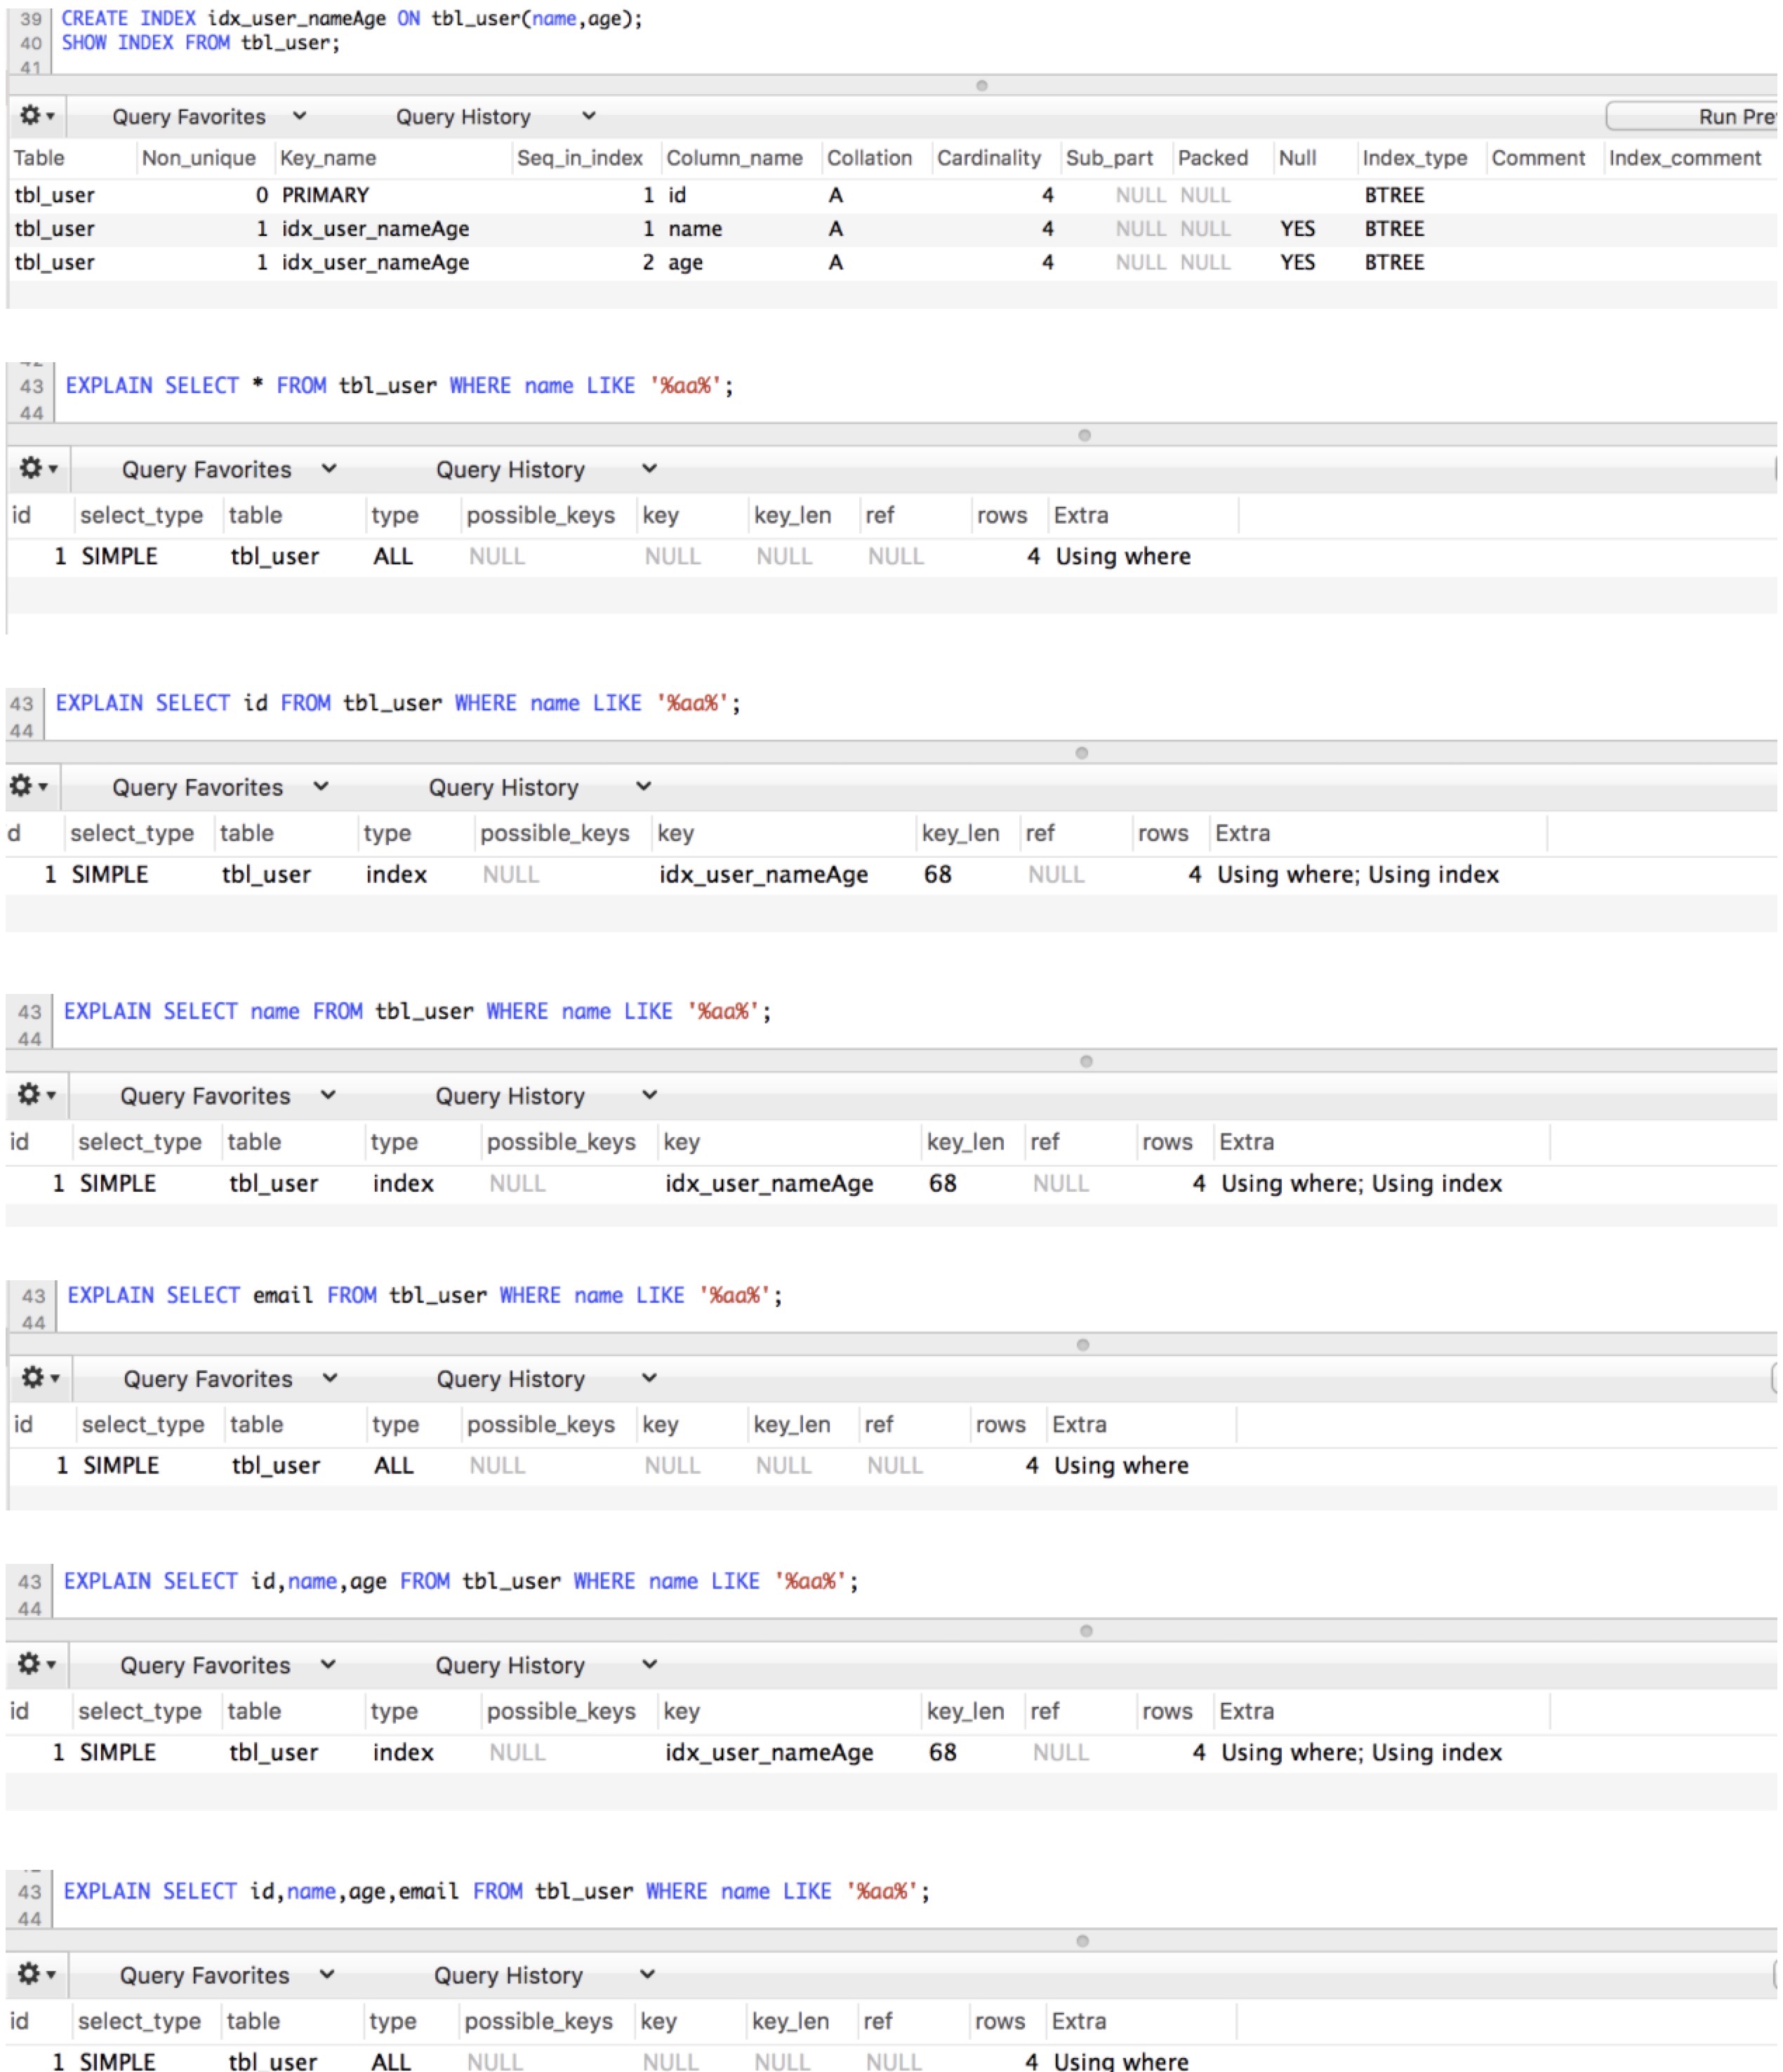 39 CREATE INDEX idx_user_nameAge ON tbl_user(name,age);
40 SHOW INDEX FROM tbl_user;
41
Query Favorites Query History Run Pre
Table Non_unique Key_name Seq_in_index Column_name Collation Cardinality Sub_part Packed Null Index_type Comment Index_comment
tbl_user 0 PRIMARY 1 id A 4 NULL NULL BTREE
tbl_user 1 idx_user_nameAge 1 name A 4 NULL NULL YES BTREE
tbl_user 1 idx_user_nameAge 2 age A 4 NULL NULL YES BTREE
43 EXPLAIN SELECT * FROM tbl_user WHERE name LIKE '%aa%';
44
Query Favorites Query History
id select_type table type possible_keys key key_len ref rows Extra
1 SIMPLE tbl_user ALL NULL NULL NULL NULL 4 Using where
43 EXPLAIN SELECT id FROM tbl_user WHERE name LIKE '%aa%';
44
Query Favorites Query History
d select_type table type possible_keys key key_len ref rows Extra
1 SIMPLE tbl_user index NULL idx_user_nameAge 68 NULL 4 Using where; Using index
43 EXPLAIN SELECT name FROM tbl_user WHERE name LIKE '%aa%';
44
Query Favorites Query History
id select_type table type possible_keys key key_len ref rows Extra
1 SIMPLE tbl_user index NULL idx_user_nameAge 68 NULL 4 Using where; Using index
43 EXPLAIN SELECT email FROM tbl_user WHERE name LIKE '%aa%';
44
Query Favorites Query History
id select_type table type possible_keys key key_len ref rows Extra
1 SIMPLE tbl_user ALL NULL NULL NULL NULL 4 Using where
43 EXPLAIN SELECT id,name,age FROM tbl_user WHERE name LIKE '%aa%';
44
Query Favorites Query History
id select_type table type possible_keys key key_len ref rows Extra
1 SIMPLE tbl_user index NULL idx_user_nameAge 68 NULL 4 Using where; Using index
43 EXPLAIN SELECT id,name,age,email FROM tbl_user WHERE name LIKE '%aa%';
44
Query Favorites Query History
id select_type table type possible_keys key key_len ref rows Extra
1 SIMPLE tbl_user ALL NULL NULL NULL NULL 4 Using where